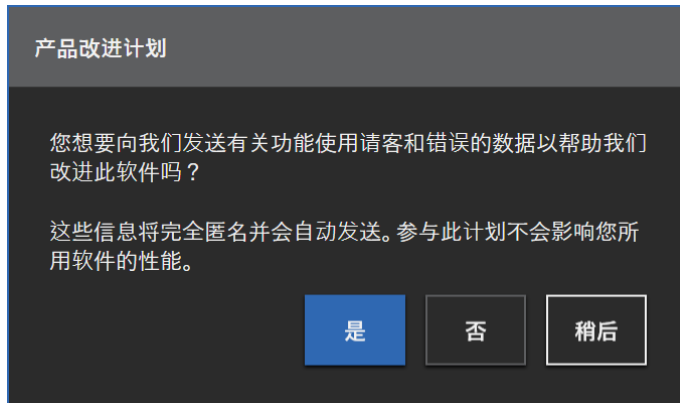 产品改进计划
您想要向我们发送有关功能使用请客和错误的数据以帮助我们
改进此软件吗？
这些信息将完全匿名并会自动发送。参与此计划不会影响您所
用软件的性能。
是
否
稍后